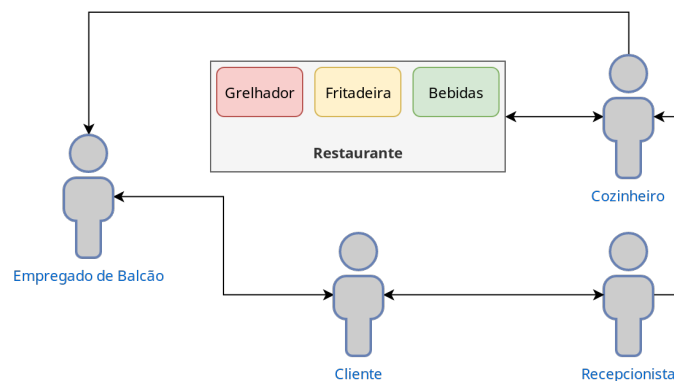 Grelhador
Fritadeira
Bebidas
Restaurante
Cozinheiro
Empregado de Balcão
Cliente
Recepcionista